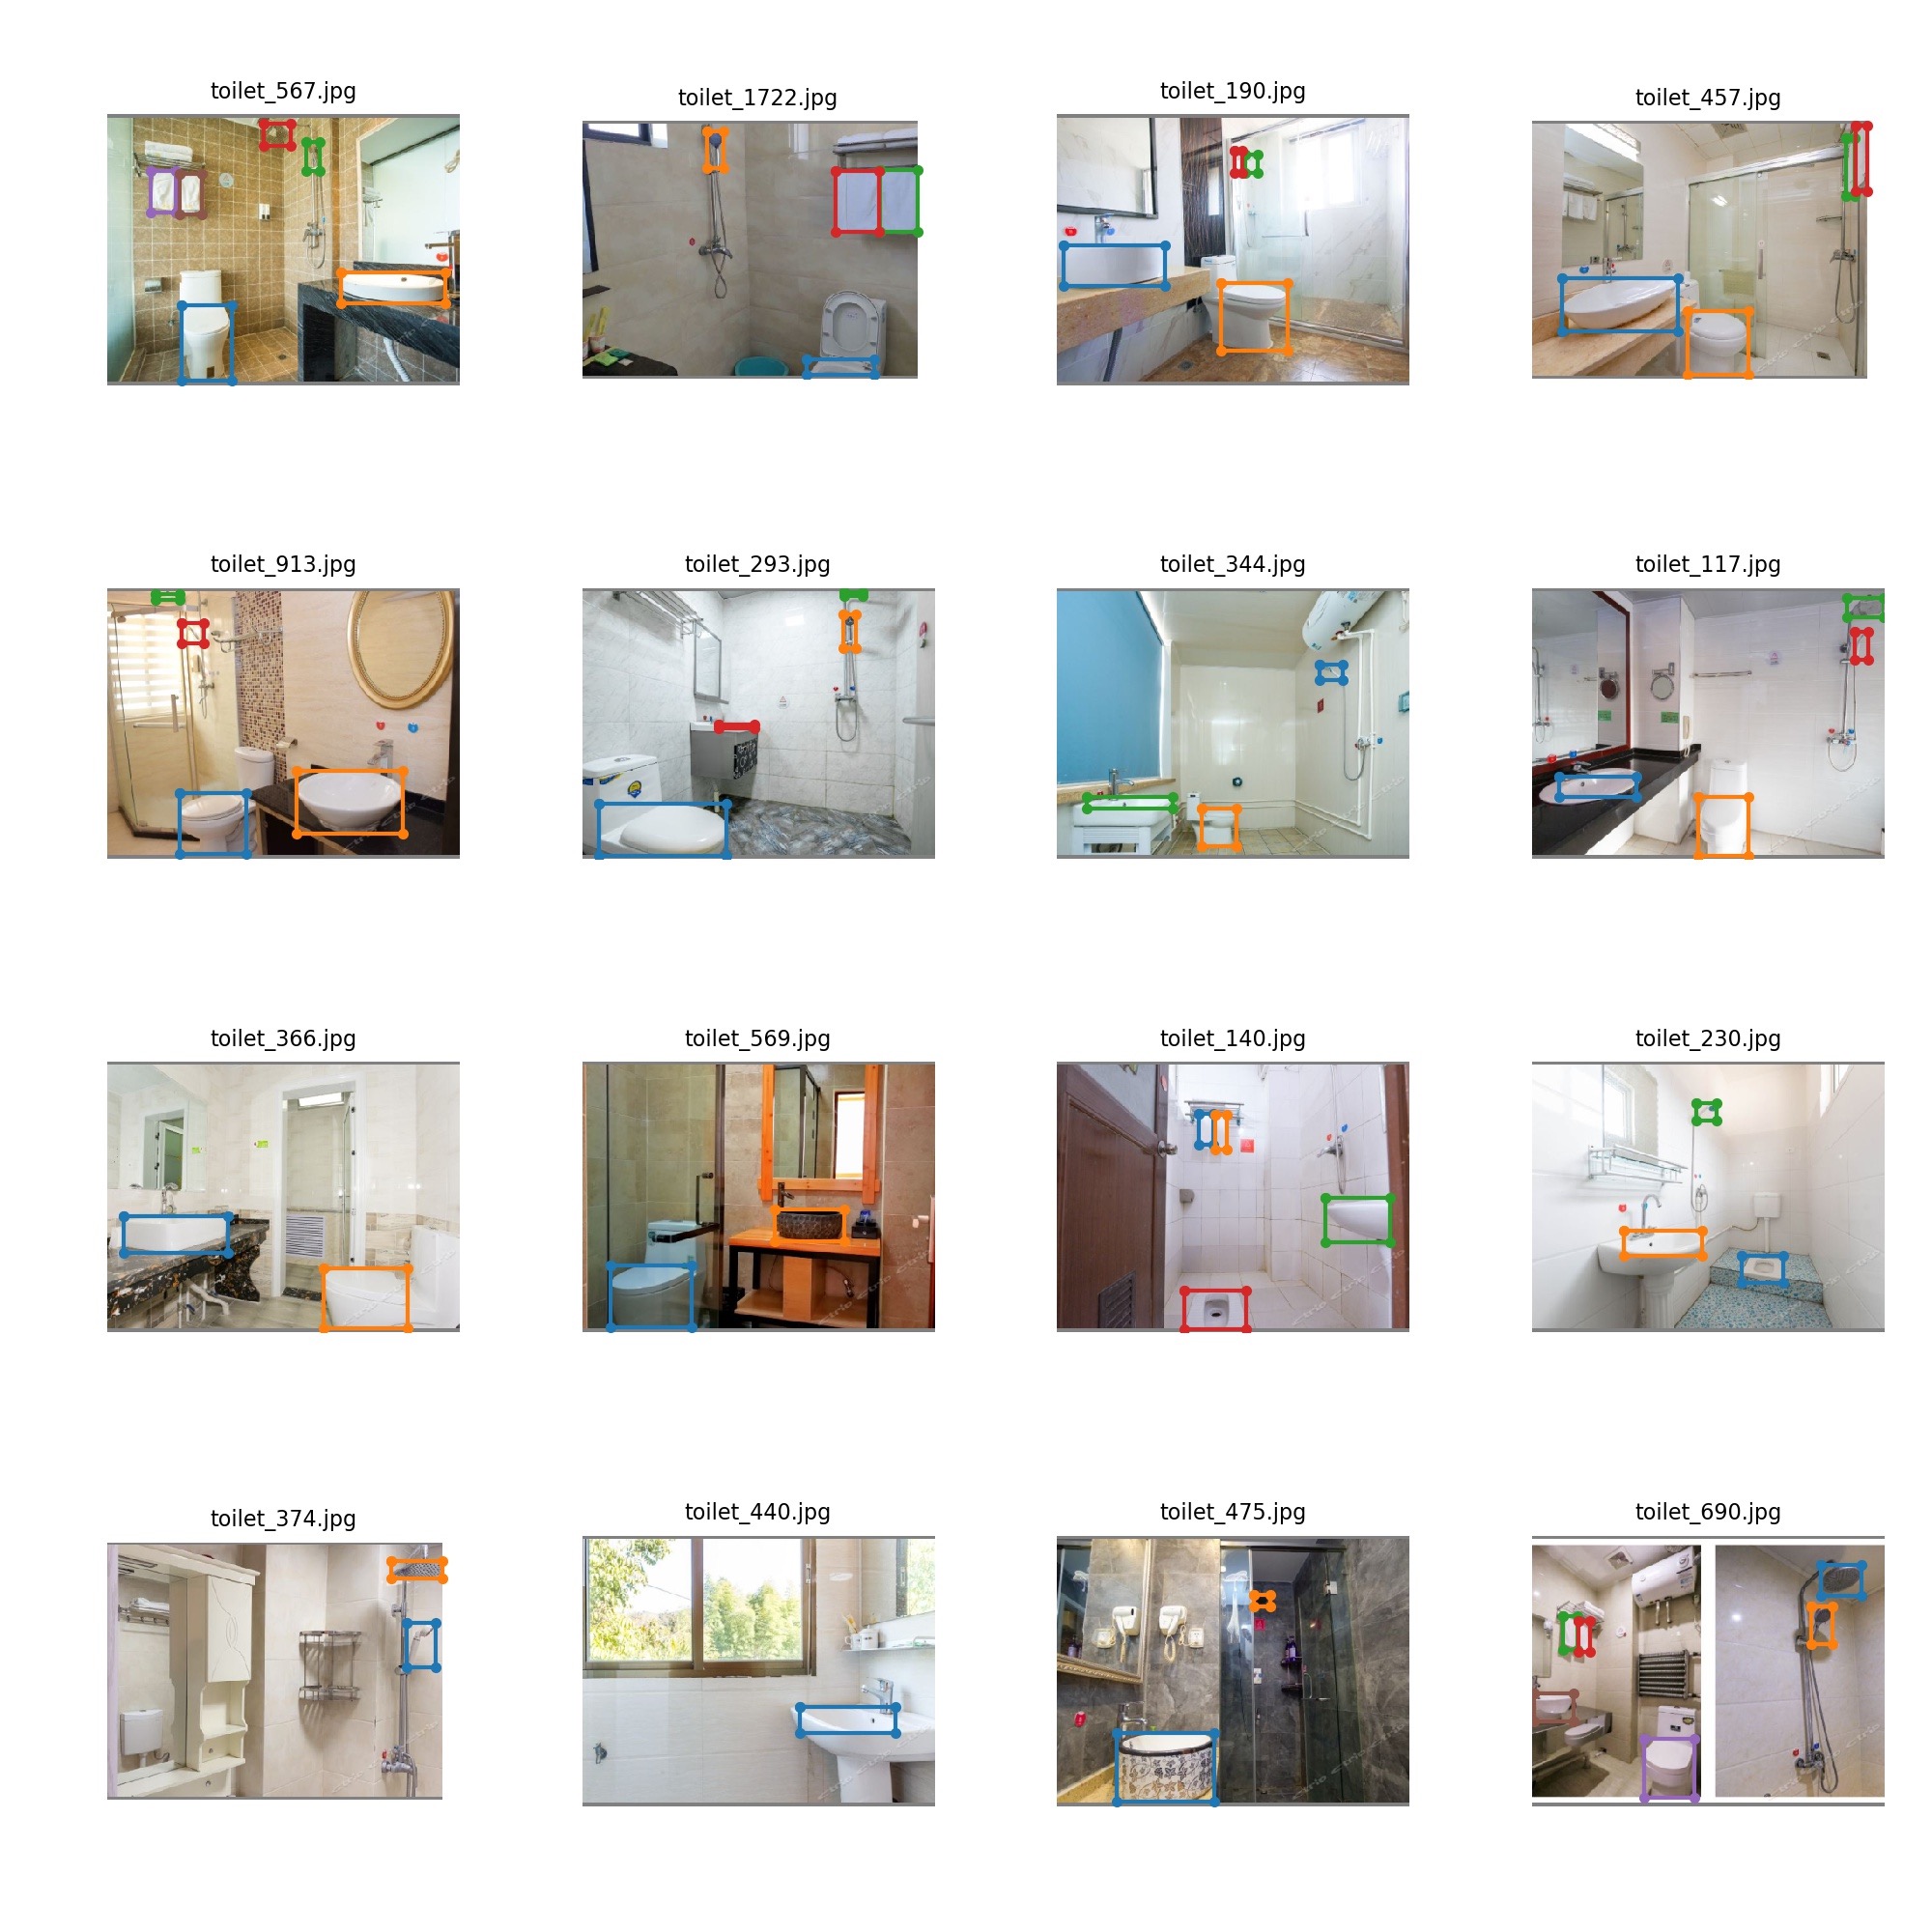 toilet_567.jpg
toilet_1722.jpg
toilet_190.jpg
toilet_457.jpg
toilet_913.jpg
toilet_293.jpg
toilet_344.jpg
toilet_117.jpg
toilet_366.jpg
toilet_569.jpg
toilet_140.jpg
toilet_230.jpg
toilet_374.jpg
toilet_440.jpg
toilet_475.jpg
toilet_690.jpg